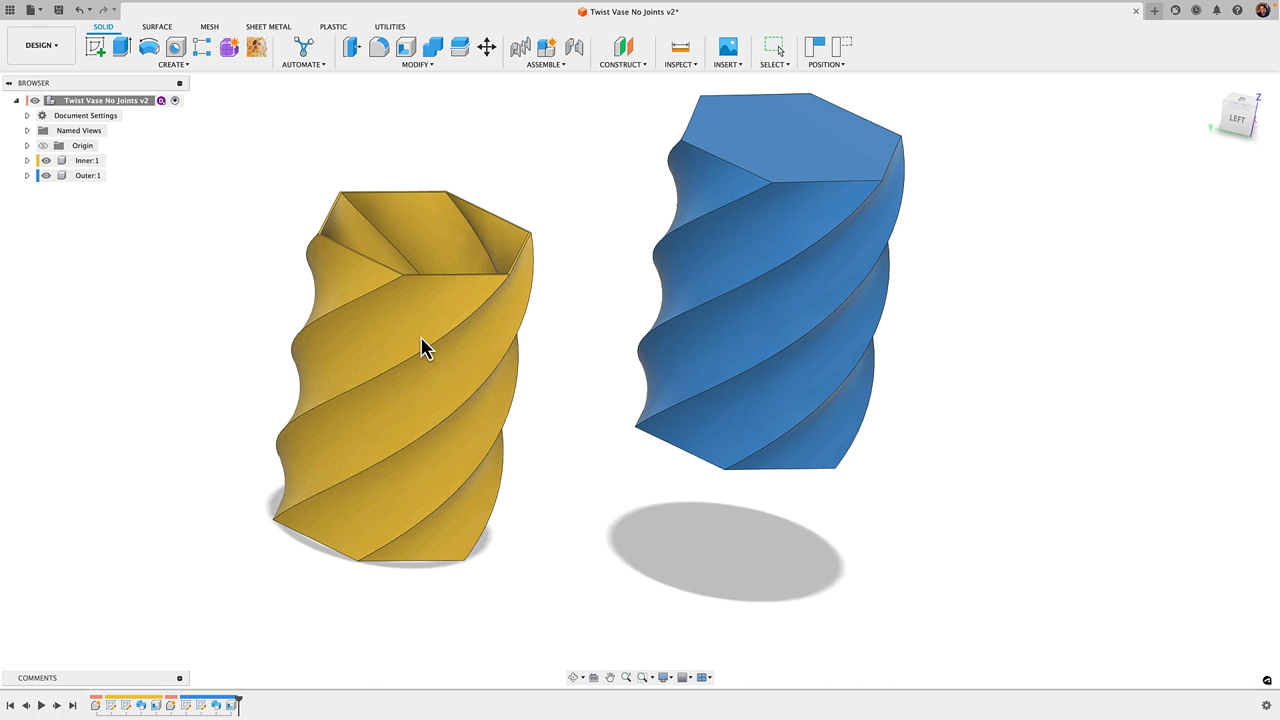 Twist Vase No Joints v2*
DESIGN
SOLID SURFACE MESH SHEET METAL PLASTIC UTILITIES
CREATE AUTOMATE MODIFY ASSEMBLE CONSTRUCT INSPECT INSERT SELECT POSITION
BROWSER
Twist Vase No Joints v2
Document Settings
Named Views
Origin
Inner:1
Outer:1
Z
LEFT
Y
COMMENTS